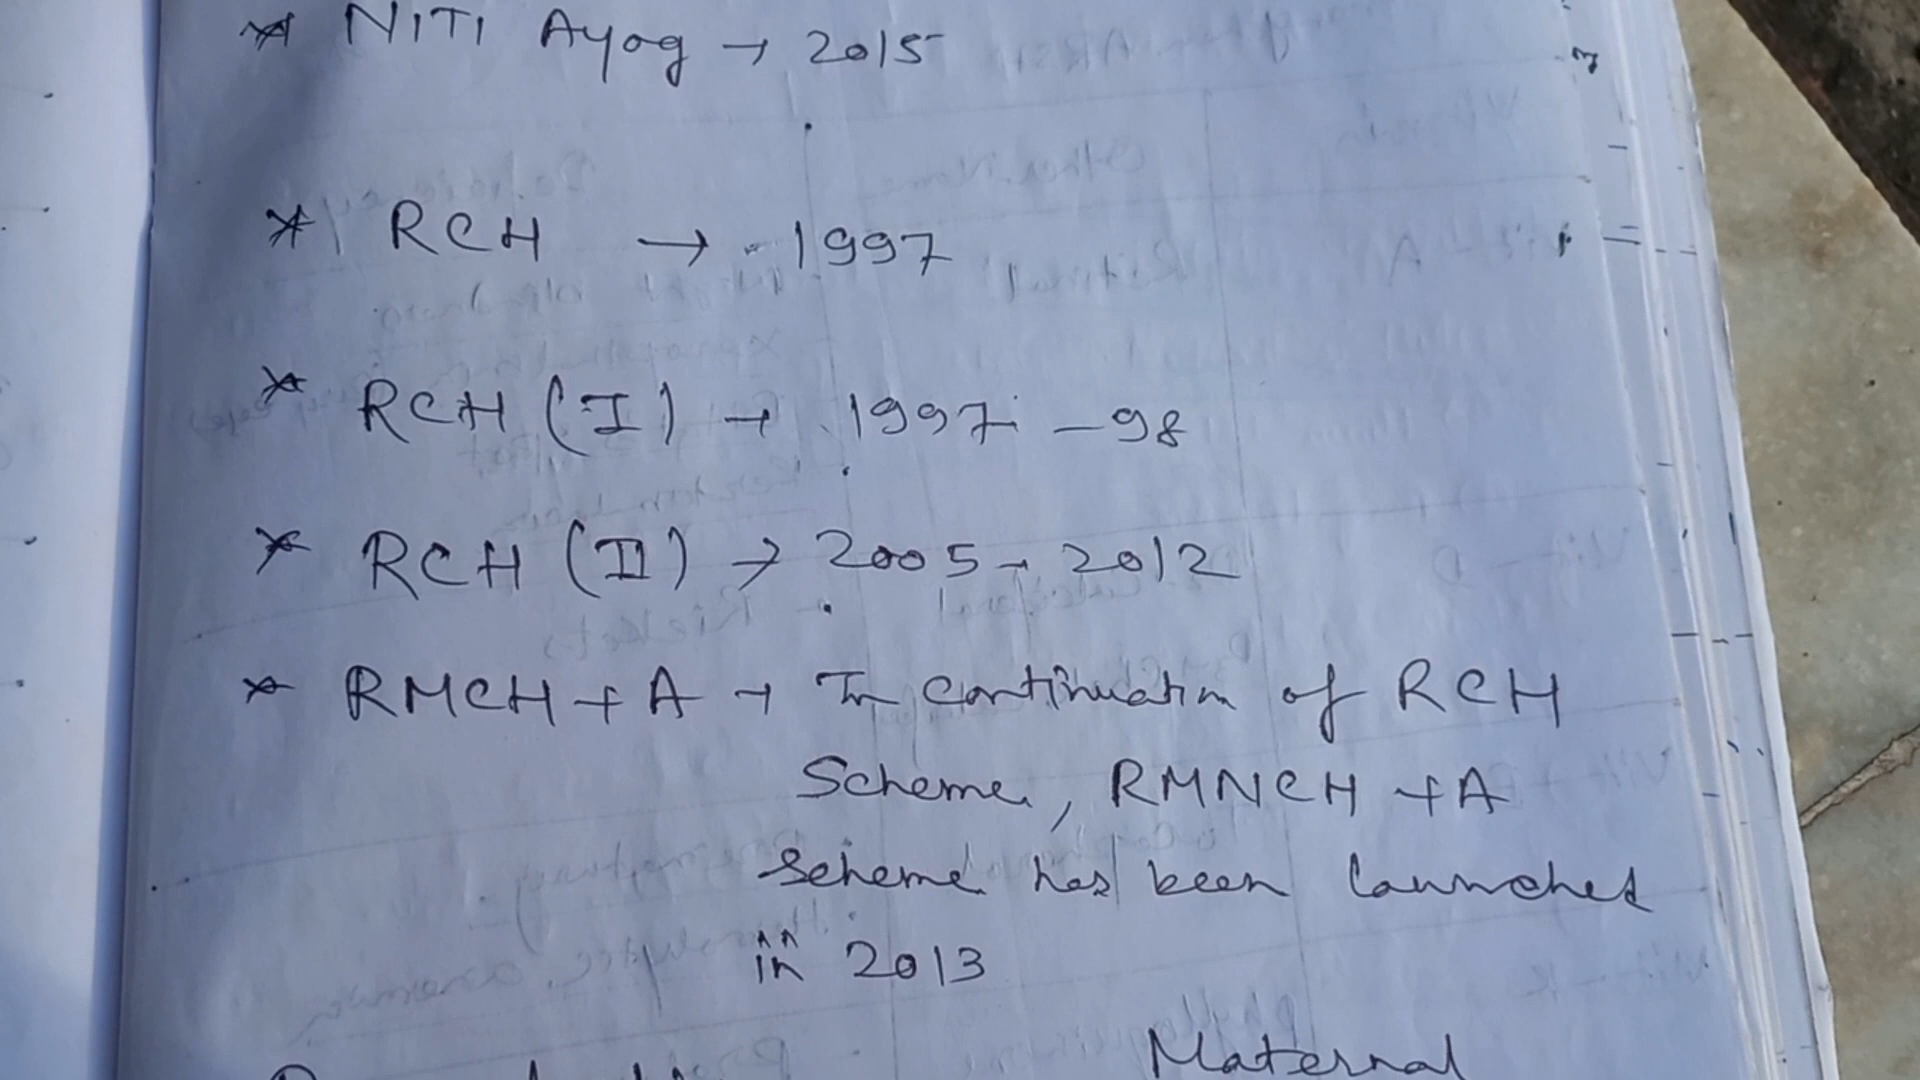 * NITI Ayog → 2015
* RCH → 1997
* RCH (I) → 1997 - 98
* RCH (II) → 2005 - 2012
* RMCH + A → In continuation of RCH
Scheme, RMNCH + A
scheme has been launched
in 2013
Maternal